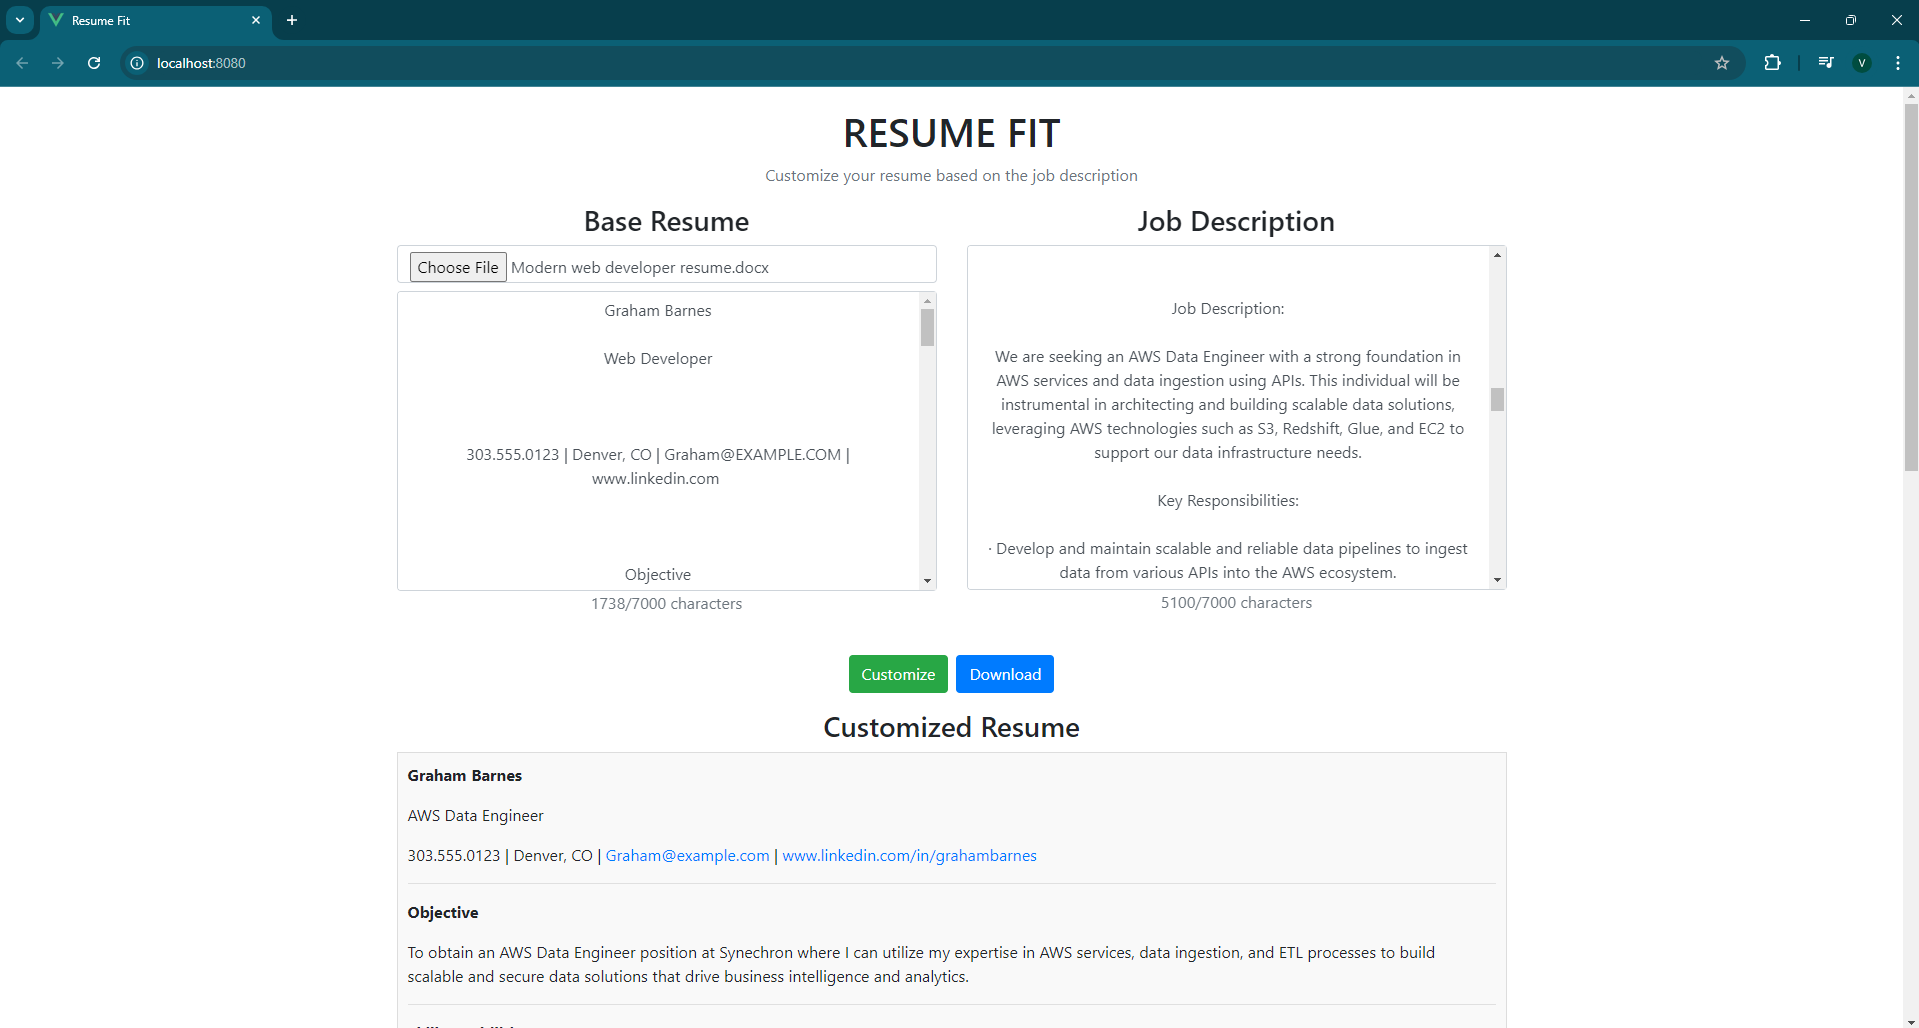 Resume Fit
localhost:8080
V
RESUME FIT
Customize your resume based on the job description
Base Resume
Choose File Modern web developer resume.docx
Graham Barnes
Web Developer
303.555.0123 | Denver, CO | Graham@EXAMPLE.COM |
www.linkedin.com
Objective
1738/7000 characters
Job Description
Job Description:
We are seeking an AWS Data Engineer with a strong foundation in
AWS services and data ingestion using APIs. This individual will be
instrumental in architecting and building scalable data solutions,
leveraging AWS technologies such as S3, Redshift, Glue, and EC2 to
support our data infrastructure needs.
Key Responsibilities:
· Develop and maintain scalable and reliable data pipelines to ingest
data from various APIs into the AWS ecosystem.
5100/7000 characters
Customize
Download
Customized Resume
Graham Barnes
AWS Data Engineer
303.555.0123 | Denver, CO | Graham@example.com | www.linkedin.com/in/grahambarnes
Objective
To obtain an AWS Data Engineer position at Synechron where I can utilize my expertise in AWS services, data ingestion, and ETL processes to build
scalable and secure data solutions that drive business intelligence and analytics.